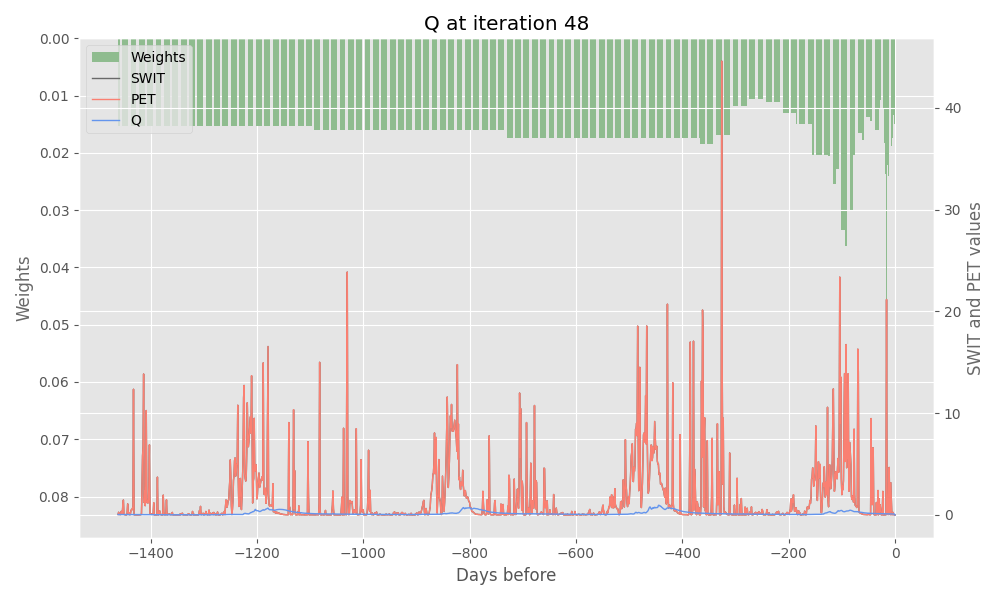 Q at iteration 48
Weights
SWIT
PET
Q
0.00
0.01
0.02
0.03
0.04
0.05
0.06
0.07
0.08
Weights
40
30
20
10
0
SWIT and PET values
−1400 −1200 −1000 −800 −600 −400 −200 0
Days before